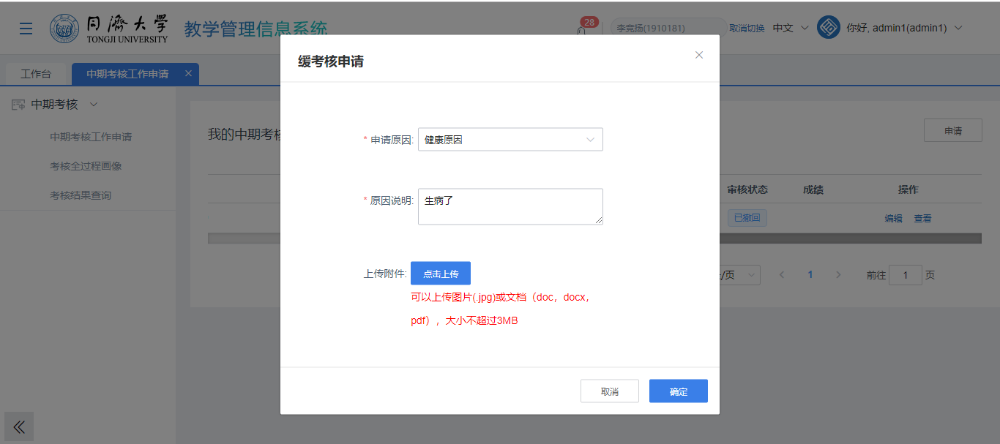 同濟大學
TONGJI UNIVERSITY
教学管理信息系统
28
李竞扬(1910181)
取消切换
中文
你好, admin1(admin1)
工作台
中期考核工作申请
中期考核
中期考核工作申请
考核全过程画像
考核结果查询
我的中期考核
申请
审核状态 成绩 操作
已撤回 编辑 查看
/页 1 前往 1 页
缓考核申请
* 申请原因: 健康原因
* 原因说明: 生病了
上传附件: 点击上传
可以上传图片(.jpg)或文档（doc，docx，
pdf），大小不超过3MB
取消 确定